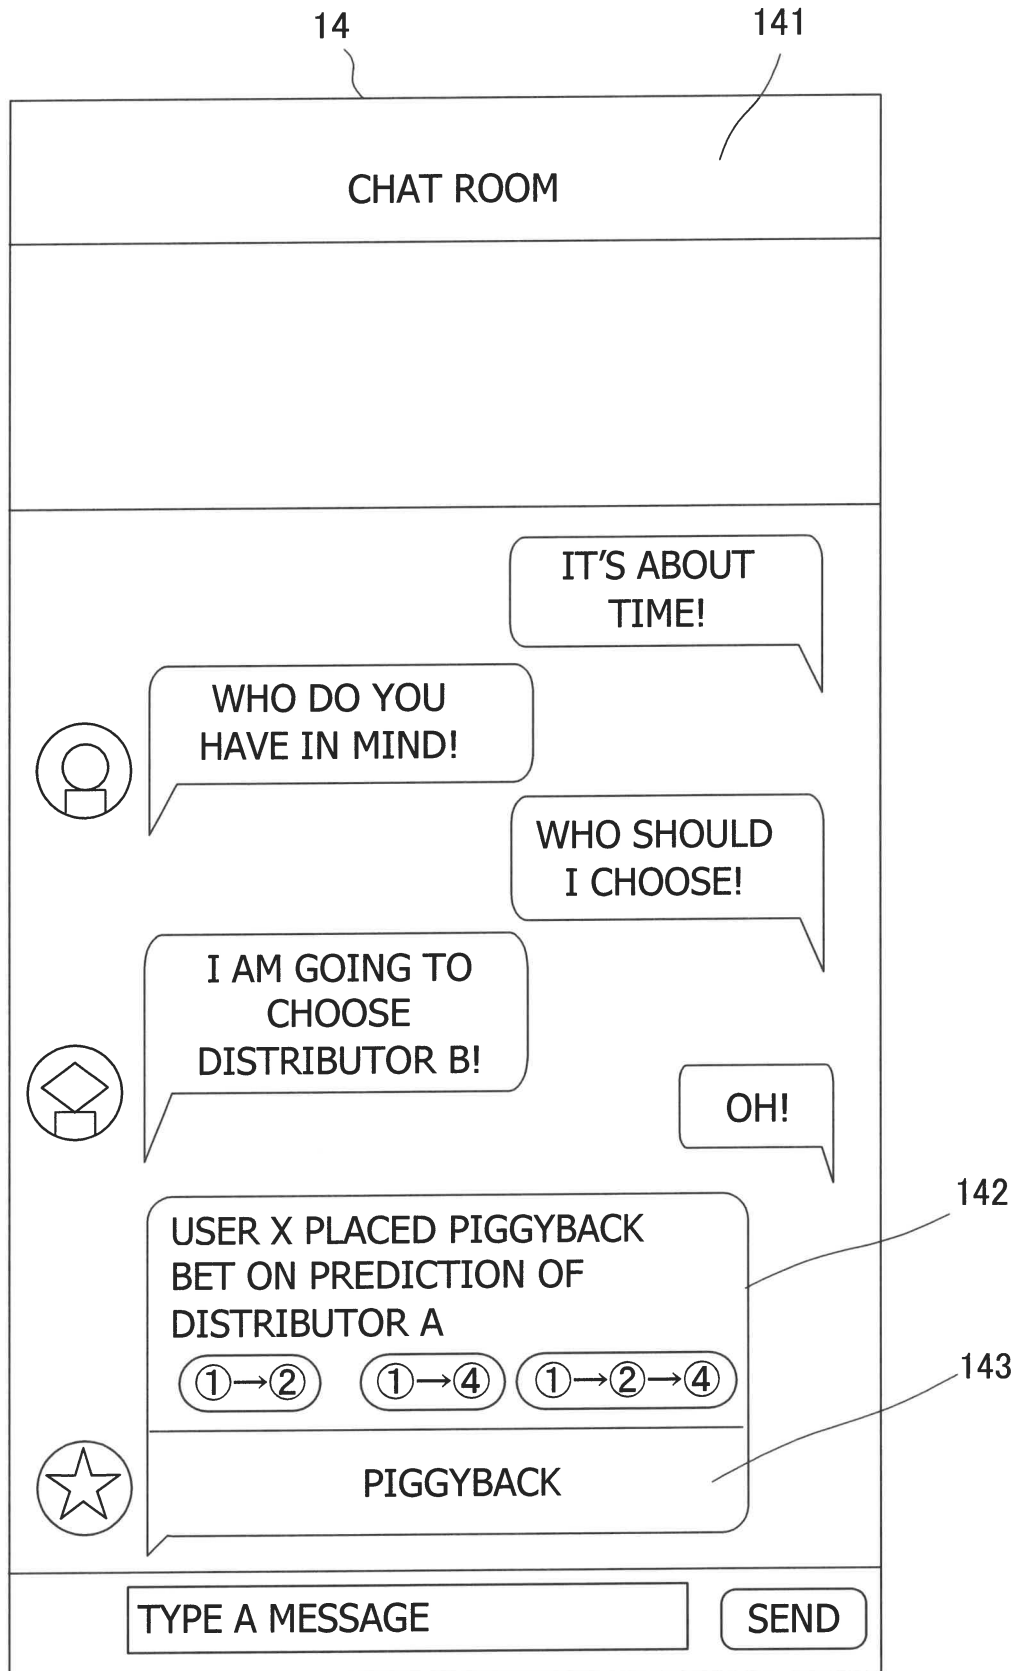 14
141
CHAT ROOM
IT'S ABOUT
TIME!
WHO DO YOU
HAVE IN MIND!
WHO SHOULD
I CHOOSE!
I AM GOING TO
CHOOSE
DISTRIBUTOR B!
OH!
142
USER X PLACED PIGGYBACK
BET ON PREDICTION OF
DISTRIBUTOR A
①→② ①→④ ①→②→④
143
PIGGYBACK
TYPE A MESSAGE SEND